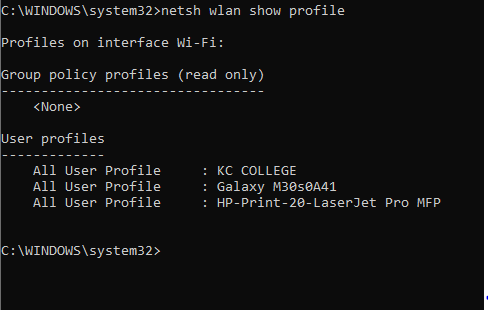 C:\WINDOWS\system32>netsh wlan show profile
Profiles on interface Wi-Fi:
Group policy profiles (read only)
---------------------------------
    <None>
User profiles
-------------
    All User Profile     : KC COLLEGE
    All User Profile     : Galaxy M30s0A41
    All User Profile     : HP-Print-20-LaserJet Pro MFP
C:\WINDOWS\system32>